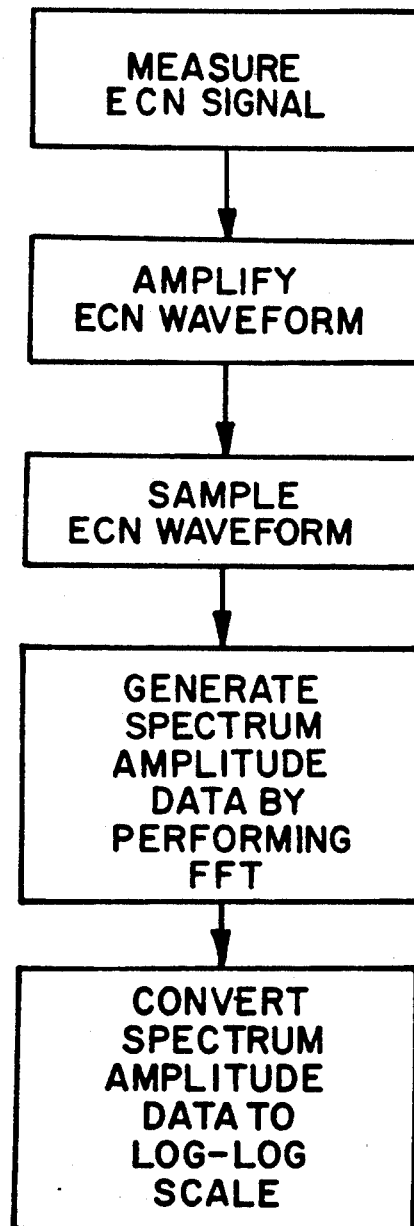 MEASURE
ECN SIGNAL
AMPLIFY
ECN WAVEFORM
SAMPLE
ECN WAVEFORM
GENERATE
SPECTRUM
AMPLITUDE
DATA BY
PERFORMING
FFT
CONVERT
SPECTRUM
AMPLITUDE
DATA TO
LOG-LOG
SCALE